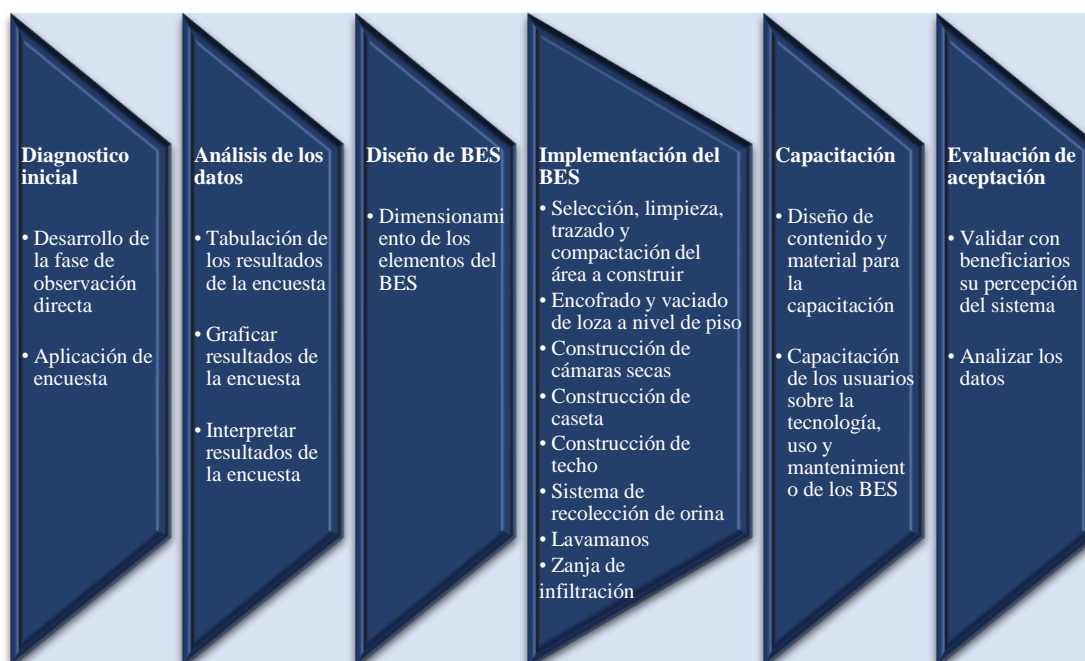 Diagnostico
inicial
• Desarrollo de
la fase de
observación
directa
• Aplicación de
encuesta
Análisis de los
datos
• Tabulación de
los resultados
de la encuesta
• Graficar
resultados de
la encuesta
• Interpretar
resultados de
la encuesta
Diseño de BES
• Dimensionami
ento de los
elementos del
BES
Implementación del
BES
• Selección, limpieza,
trazado y
compactación del
área a construir
• Encofrado y vaciado
de loza a nivel de piso
• Construcción de
cámaras secas
• Construcción de
caseta
• Construcción de
techo
• Sistema de
recolección de orina
• Lavamanos
• Zanja de
infiltración
Capacitación
• Diseño de
contenido y
material para
la
capacitación
• Capacitación
de los usuarios
sobre la
tecnología,
uso y
mantenimient
o de los BES
Evaluación de
aceptación
• Validar con
beneficiarios
su percepción
del sistema
• Analizar los
datos